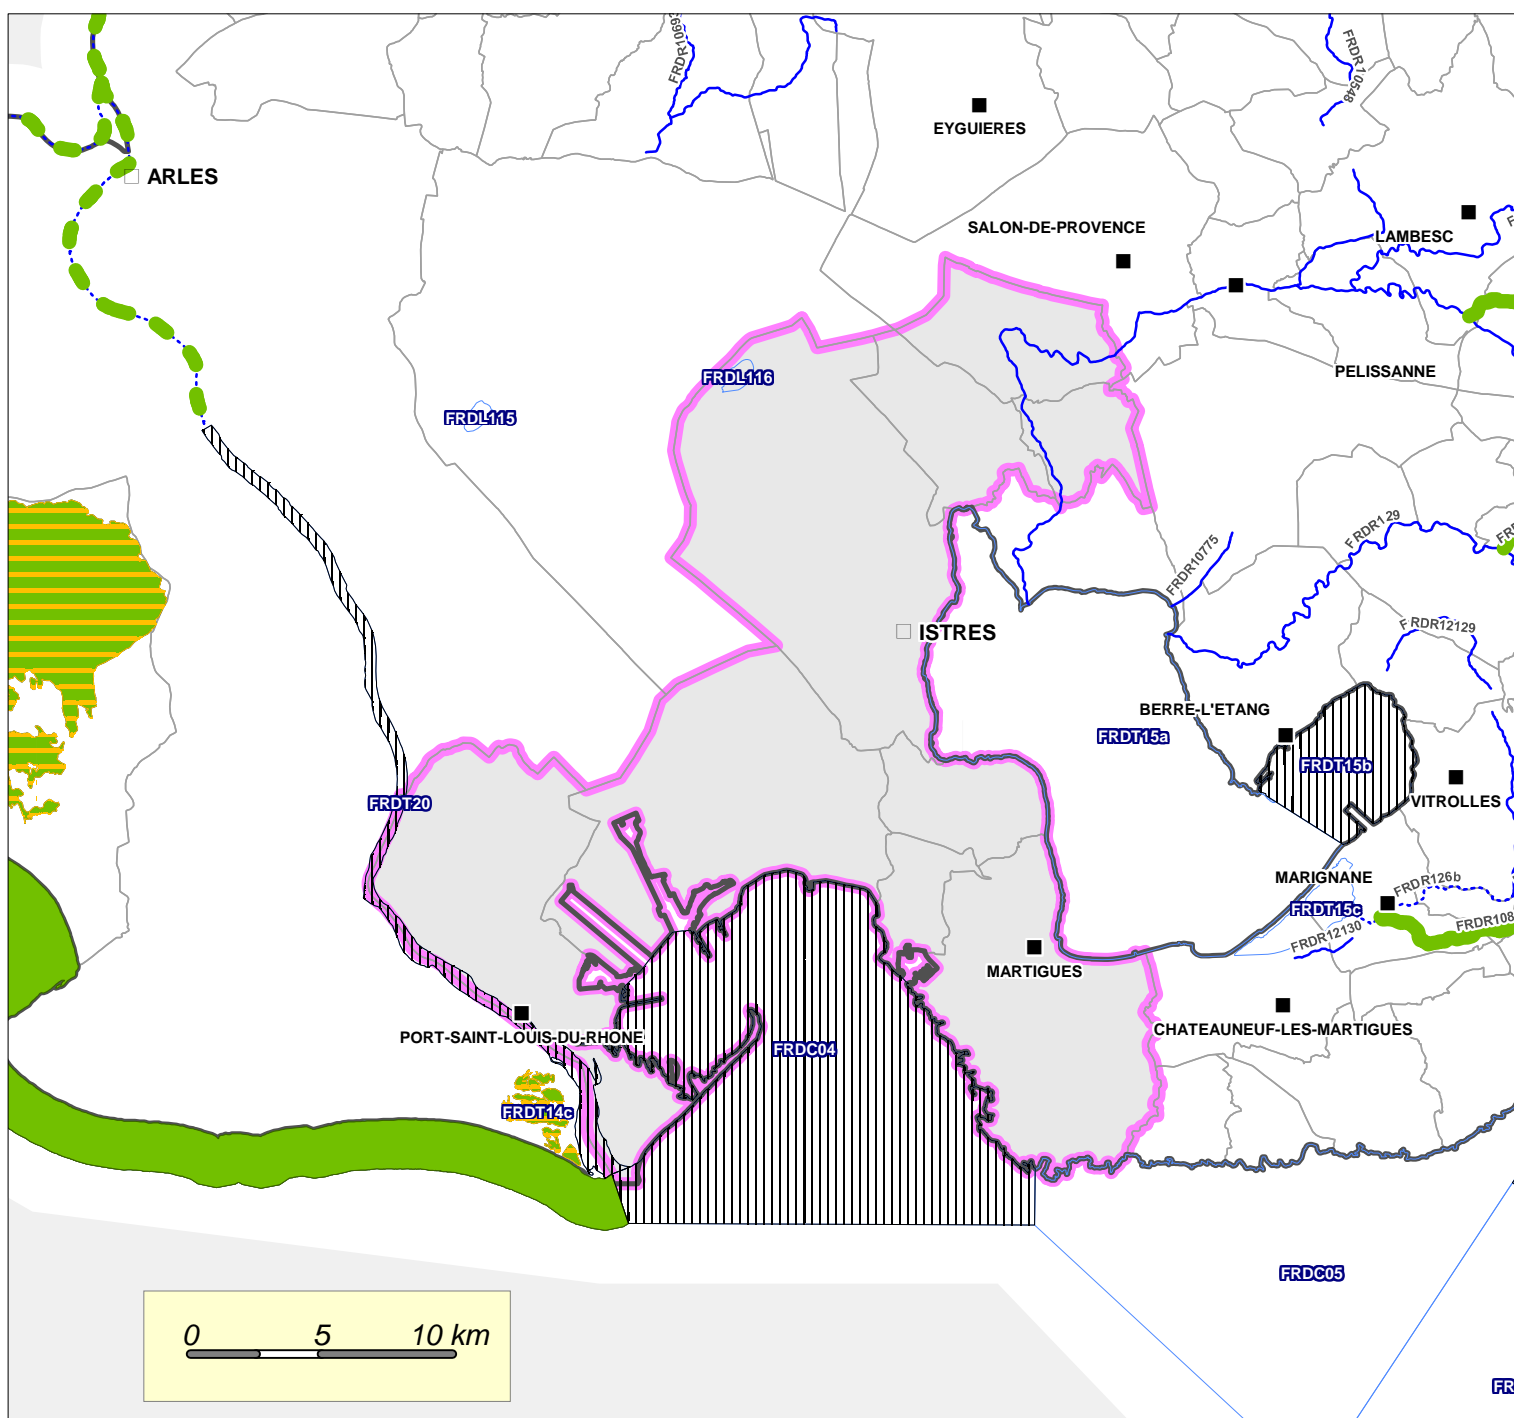 FRDR10693
FRDR10548
EYGUIERES
ARLES
SALON-DE-PROVENCE
LAMBESC
F
PELISSANNE
FRDL116
FRDL115
FRDR129
FRDR10775
FRDR12129
ISTRES
BERRE-L'ETANG
FRDT15a
FRDT15b
VITROLLES
FRDT20
MARIGNANE
FRDR126b
FRDT15c
FRDR108
FRDR12130
MARTIGUES
CHATEAUNEUF-LES-MARTIGUES
PORT-SAINT-LOUIS-DU-RHONE
FRDC04
FRDT14c
FRDC05
0 5 10 km
FR